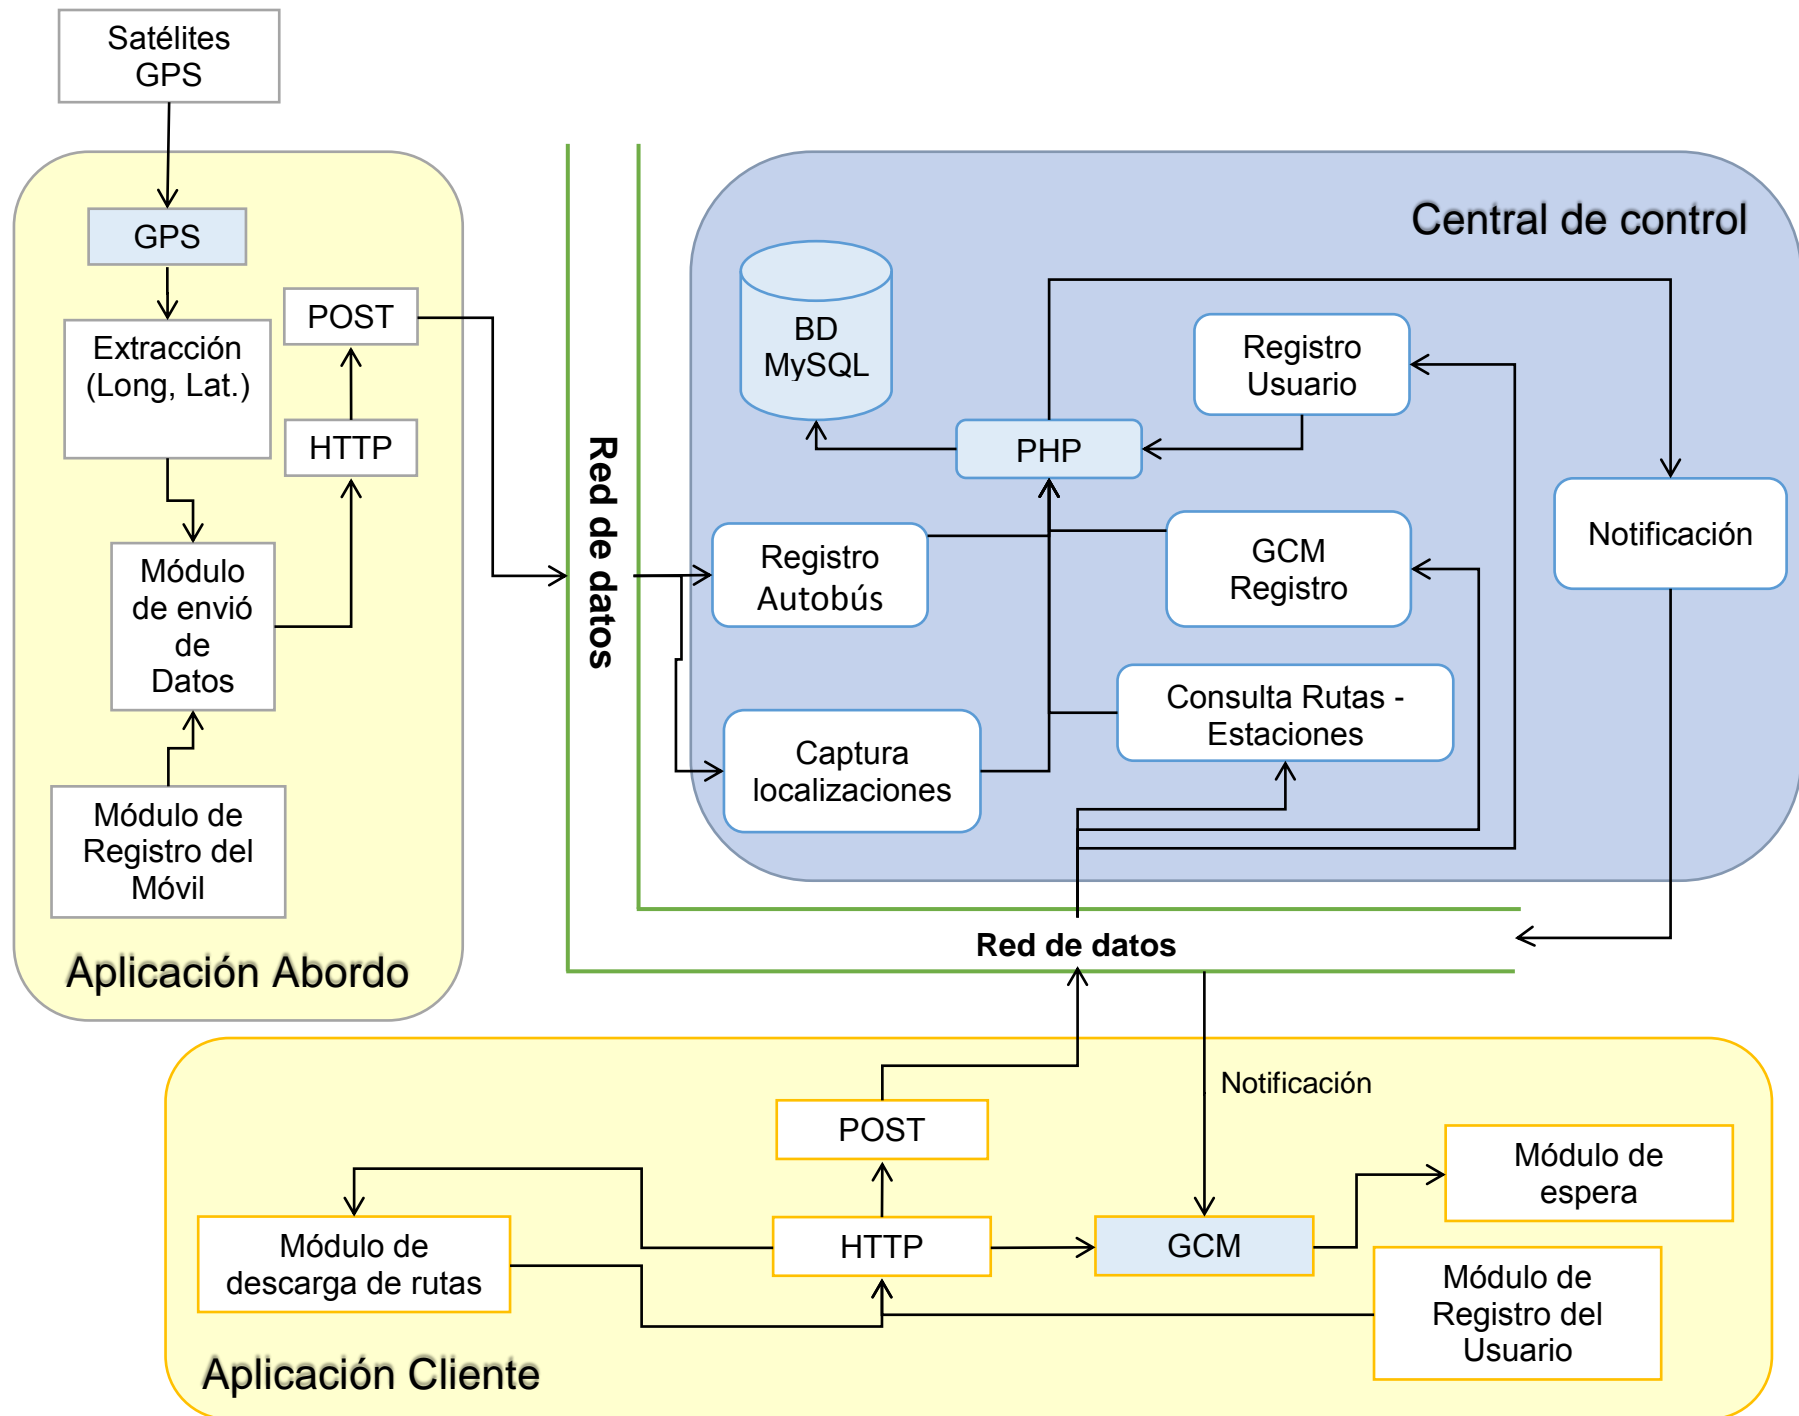 Satélites
GPS
GPS
Extracción
(Long, Lat.)
POST
HTTP
Módulo
de envió
de
Datos
Módulo de
Registro del
Móvil
Aplicación Abordo
Red de datos
Central de control
BD
MySQL
Registro
Usuario
PHP
Registro
Autobús
GCM
Registro
Notificación
Consulta Rutas -
Estaciones
Captura
localizaciones
Red de datos
Notificación
POST
Módulo de
espera
Módulo de
descarga de rutas
HTTP
GCM
Módulo de
Registro del
Usuario
Aplicación Cliente